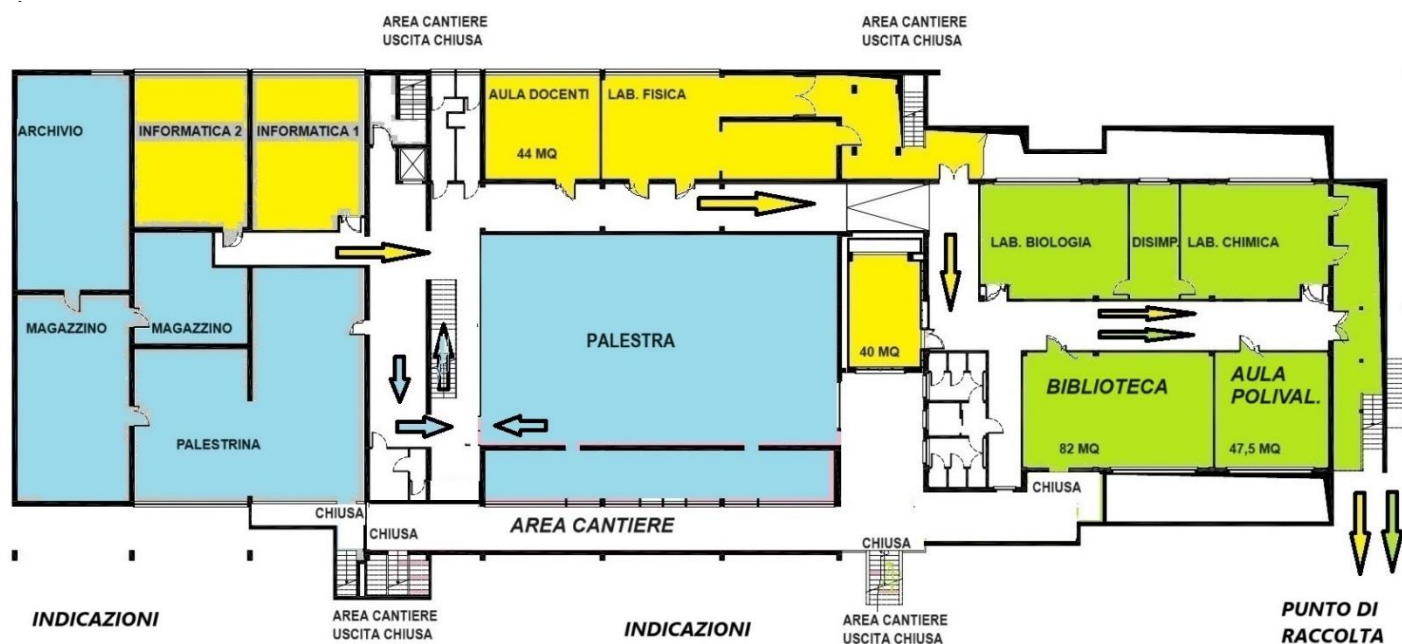 AREA CANTIERE
USCITA CHIUSA
AREA CANTIERE
USCITA CHIUSA
ARCHIVIO
INFORMATICA 2
INFORMATICA 1
AULA DOCENTI
LAB. FISICA
44 MQ
LAB. BIOLOGIA
DISIMP.
LAB. CHIMICA
MAGAZZINO
MAGAZZINO
PALESTRA
40 MQ
PALESTRINA
BIBLIOTECA
82 MQ
AULA
POLIVAL.
47,5 MQ
CHIUSA
CHIUSA
CHIUSA
AREA CANTIERE
CHIUSA
AREA CANTIERE
USCITA CHIUSA
AREA CANTIERE
USCITA CHIUSA
INDICAZIONI
INDICAZIONI
PUNTO DI
RACCOLTA